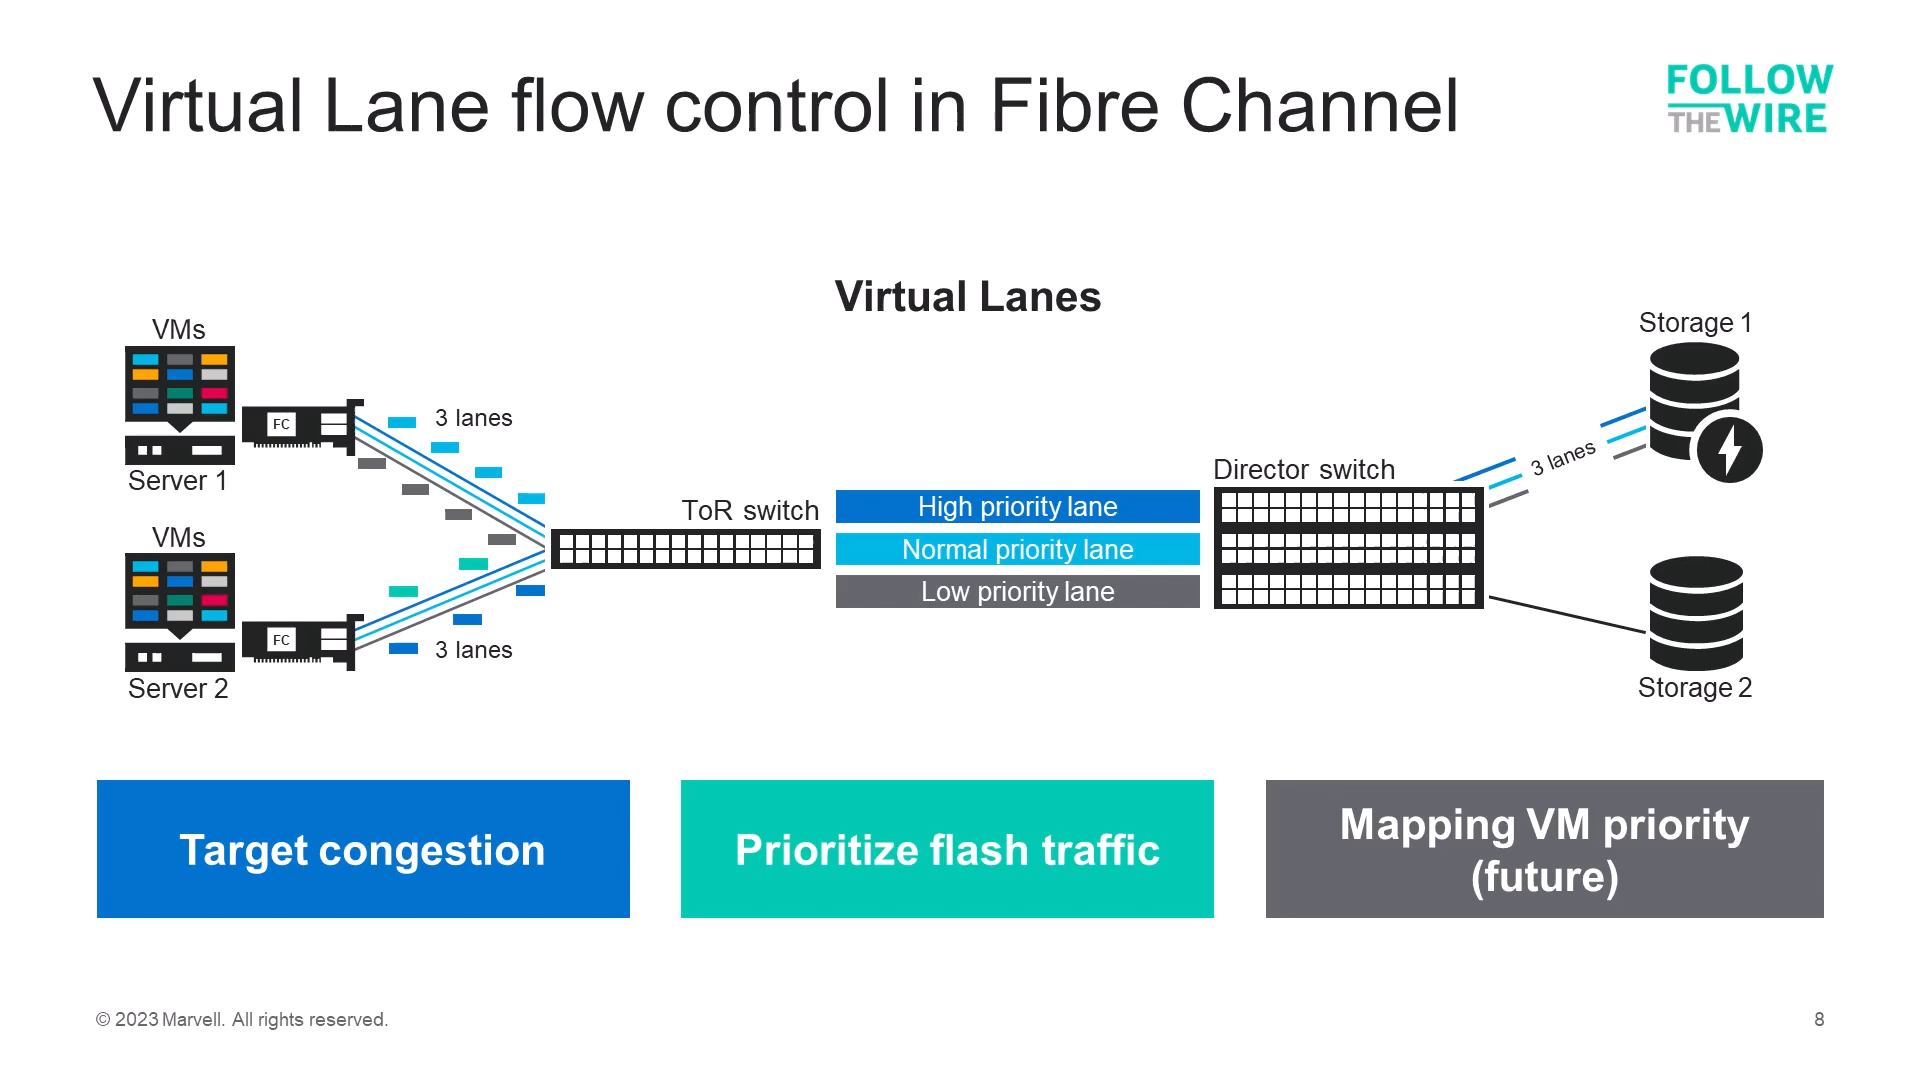 Virtual Lane flow control in Fibre Channel
FOLLOW
THE WIRE
Virtual Lanes
VMs
FC
Server 1
3 lanes
VMs
FC
Server 2
3 lanes
ToR switch
High priority lane
Normal priority lane
Low priority lane
Director switch
3 lanes
Storage 1
Storage 2
Target congestion
Prioritize flash traffic
Mapping VM priority
(future)
© 2023 Marvell. All rights reserved.
8